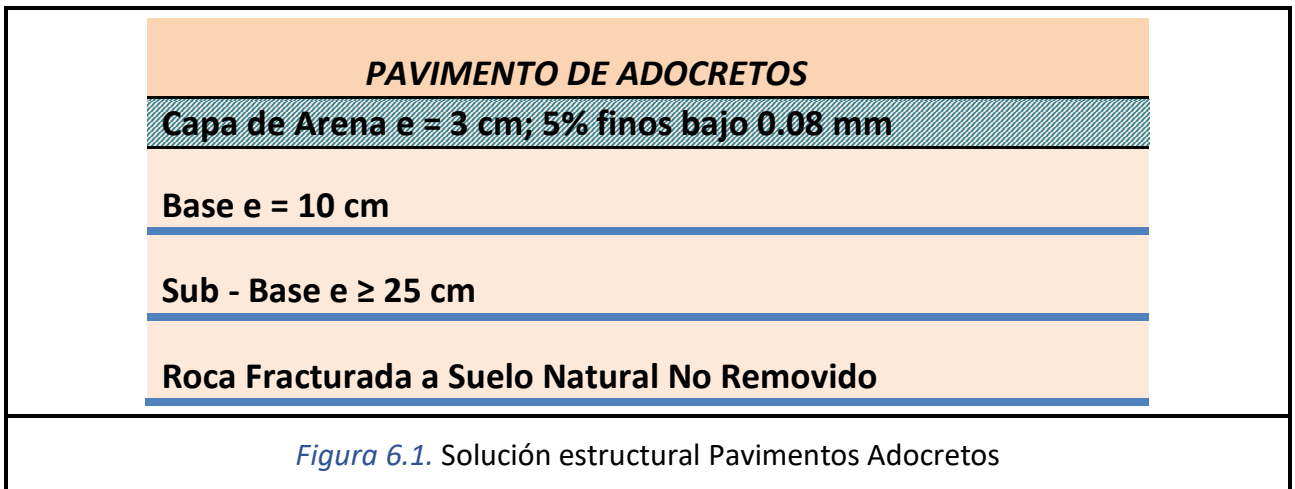 PAVIMENTO DE ADOCRETOS
Capa de Arena e = 3 cm; 5% finos bajo 0.08 mm
Base e = 10 cm
Sub - Base e ≥ 25 cm
Roca Fracturada a Suelo Natural No Removido
Figura 6.1. Solución estructural Pavimentos Adocretos